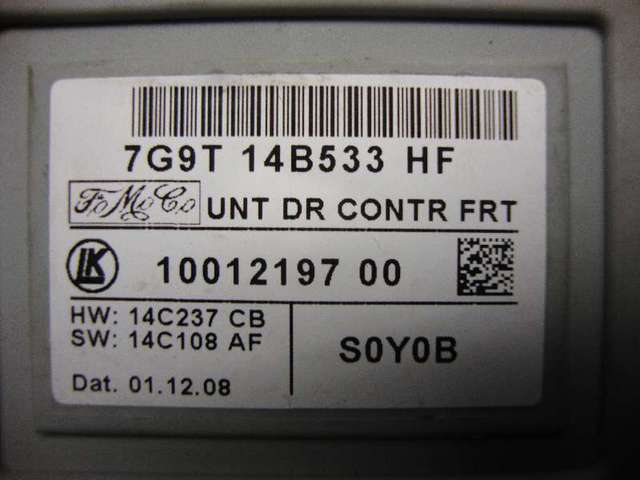 7G9T 14B533 HF
FoMoCo UNT DR CONTR FRT
LK 10012197 00
HW: 14C237 CB
SW: 14C108 AF
S0Y0B
Dat. 01.12.08